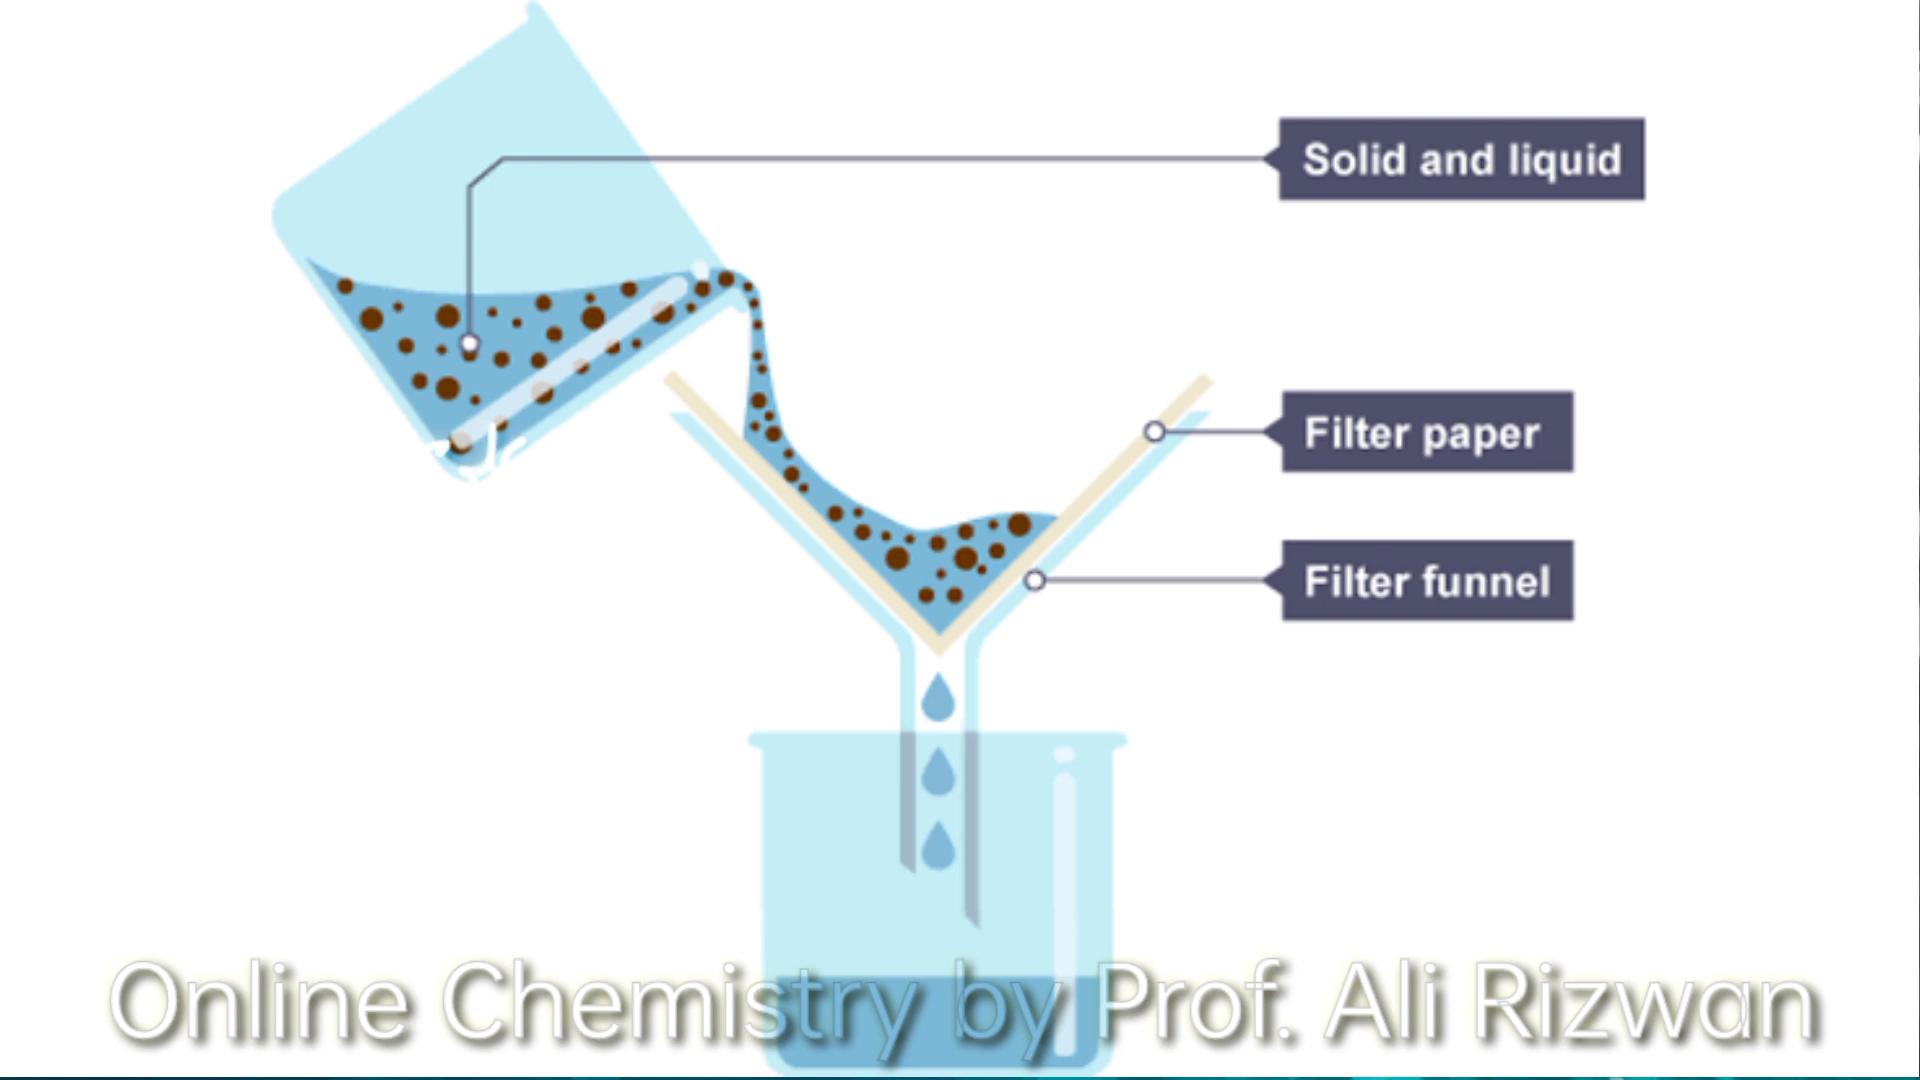 Solid and liquid
Filter paper
Filter funnel
Online Chemistry by Prof. Ali Rizwan